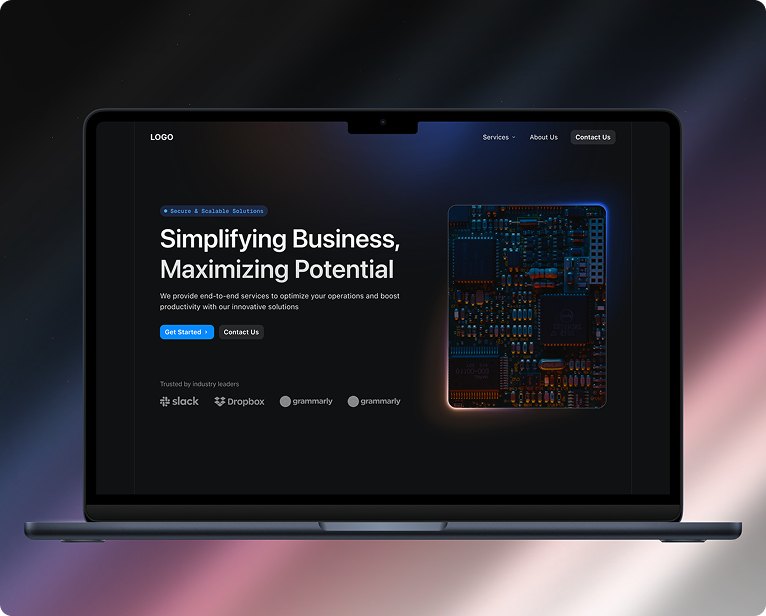 LOGO
Services
About Us
Contact Us
Secure & Scalable Solutions
Simplifying Business,
Maximizing Potential
We provide end-to-end services to optimize your operations and boost
productivity with our innovative solutions
Get Started
Contact Us
Trusted by industry leaders
slack
Dropbox
grammarly
grammarly